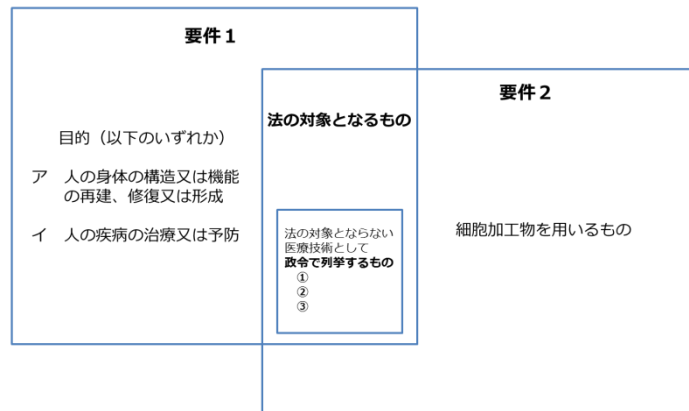 要件１
目的（以下のいずれか）
ア　人の身体の構造又は機能
の再建、修復又は形成
イ　人の疾病の治療又は予防
法の対象となるもの
法の対象とならない
医療技術として
政令で列挙するもの
①
②
③
要件２
細胞加工物を用いるもの